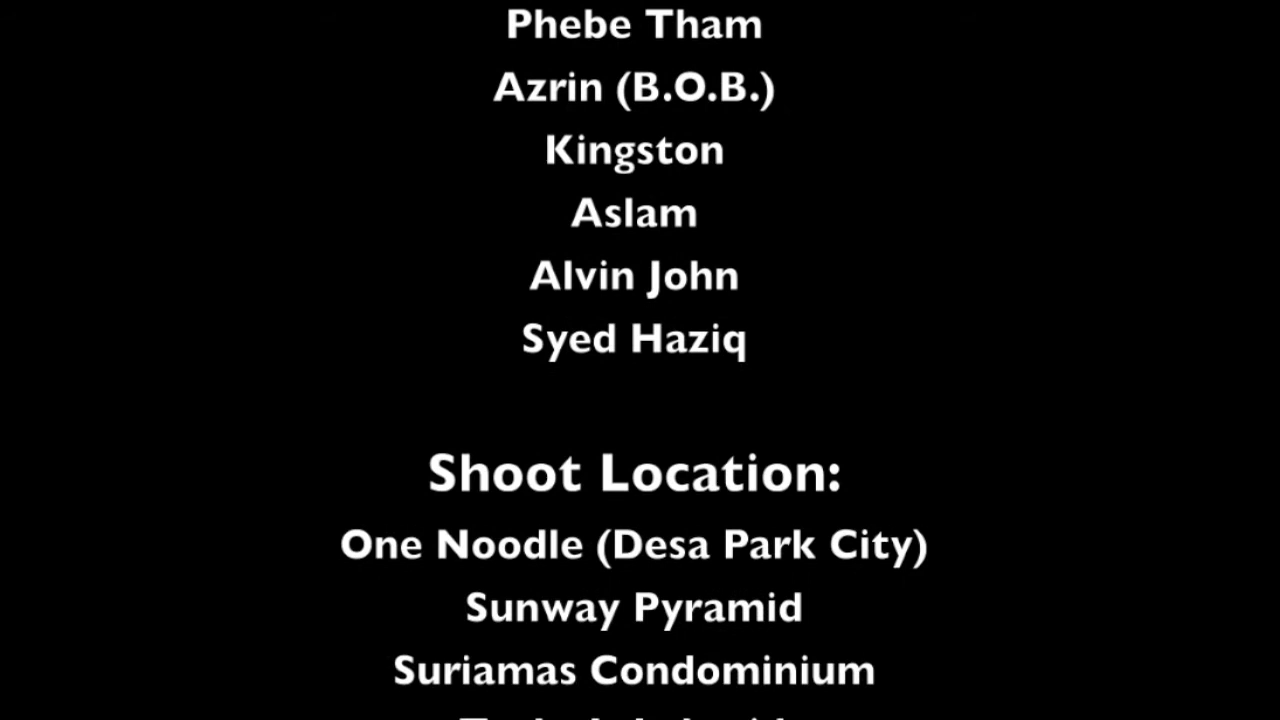 Phebe Tham
Azrin (B.O.B.)
Kingston
Aslam
Alvin John
Syed Haziq
Shoot Location:
One Noodle (Desa Park City)
Sunway Pyramid
Suriamas Condominium